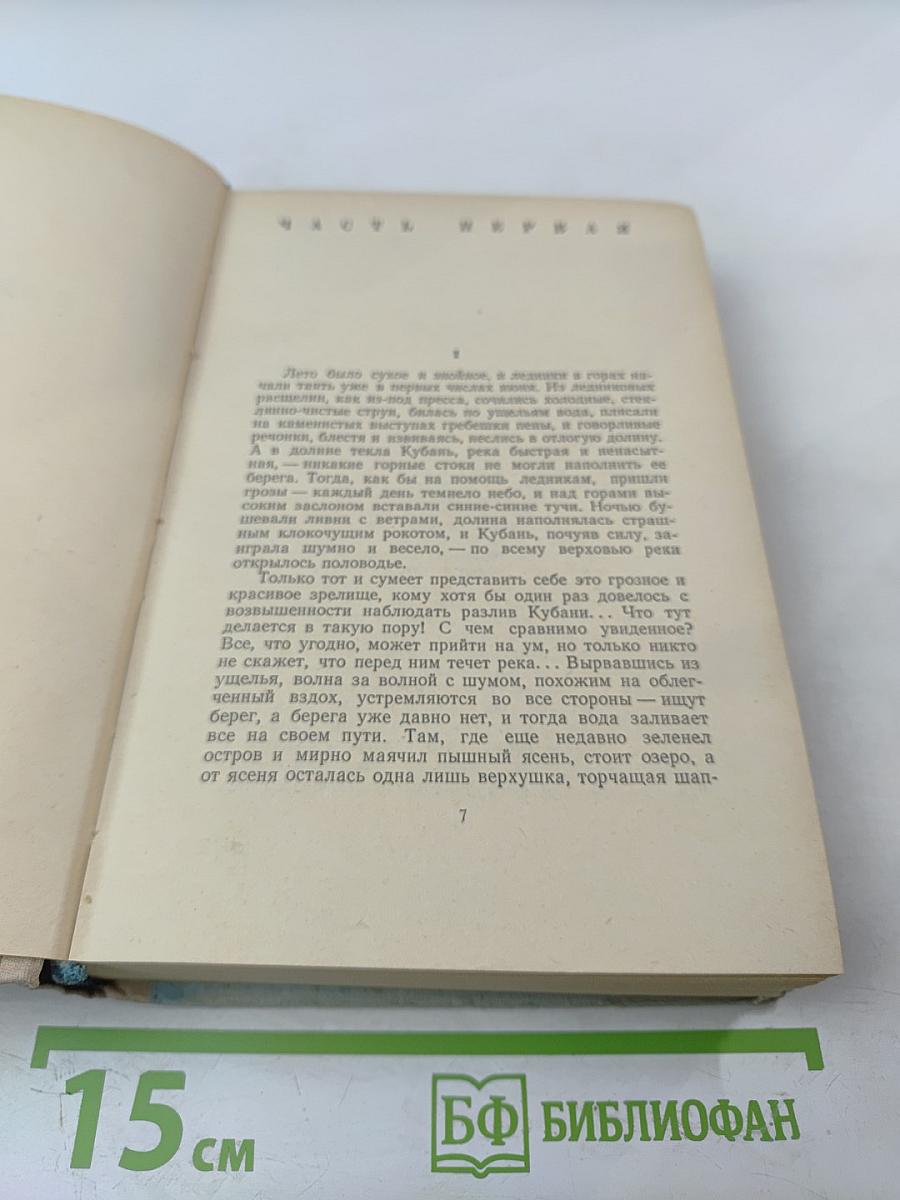 ЧАСТЬ ПЕРВАЯ
1
Лето было сухое и знойное, и ледники в горах на-
чали таять уже в первых числах июня. Из ледниковых
расщелин, как из-под пресса, сочились холодные, стек-
лянно-чистые струи, билась по ущельям вода, плясали
на каменистых выступах гребешки пены, и говорливые
речонки, блестя и извиваясь, неслись в отлогую долину.
А в долине текла Кубань, река быстрая и ненасыт-
ная, — никакие горные стоки не могли наполнить ее
берега. Тогда, как бы на помощь ледникам, пришли
грозы — каждый день темнело небо, и над горами вы-
соким заслоном вставали синие-синие тучи. Ночью бу-
шевали ливни с ветрами, долина наполнялась страш-
ным клокочущим рокотом, и Кубань, почуяв силу, за-
играла шумно и весело, — по всему верховью реки
открылось половодье.
Только тот и сумеет представить себе это грозное и
красивое зрелище, кому хотя бы один раз довелось с
возвышенности наблюдать разлив Кубани... Что тут
делается в такую пору! С чем сравнимо увиденное?
Все, что угодно, может прийти на ум, но только никто
не скажет, что перед ним течет река... Вырвавшись из
ущелья, волна за волной с шумом, похожим на облег-
ченный вздох, устремляются во все стороны — ищут
берег, а берега уже давно нет, и тогда вода заливает
все на своем пути. Там, где еще недавно зеленел
остров и мирно маячил пышный ясень, стоит озеро, а
от ясеня осталась одна лишь верхушка, торчащая шап-
7
15 см
БФ БИБЛИОФАН